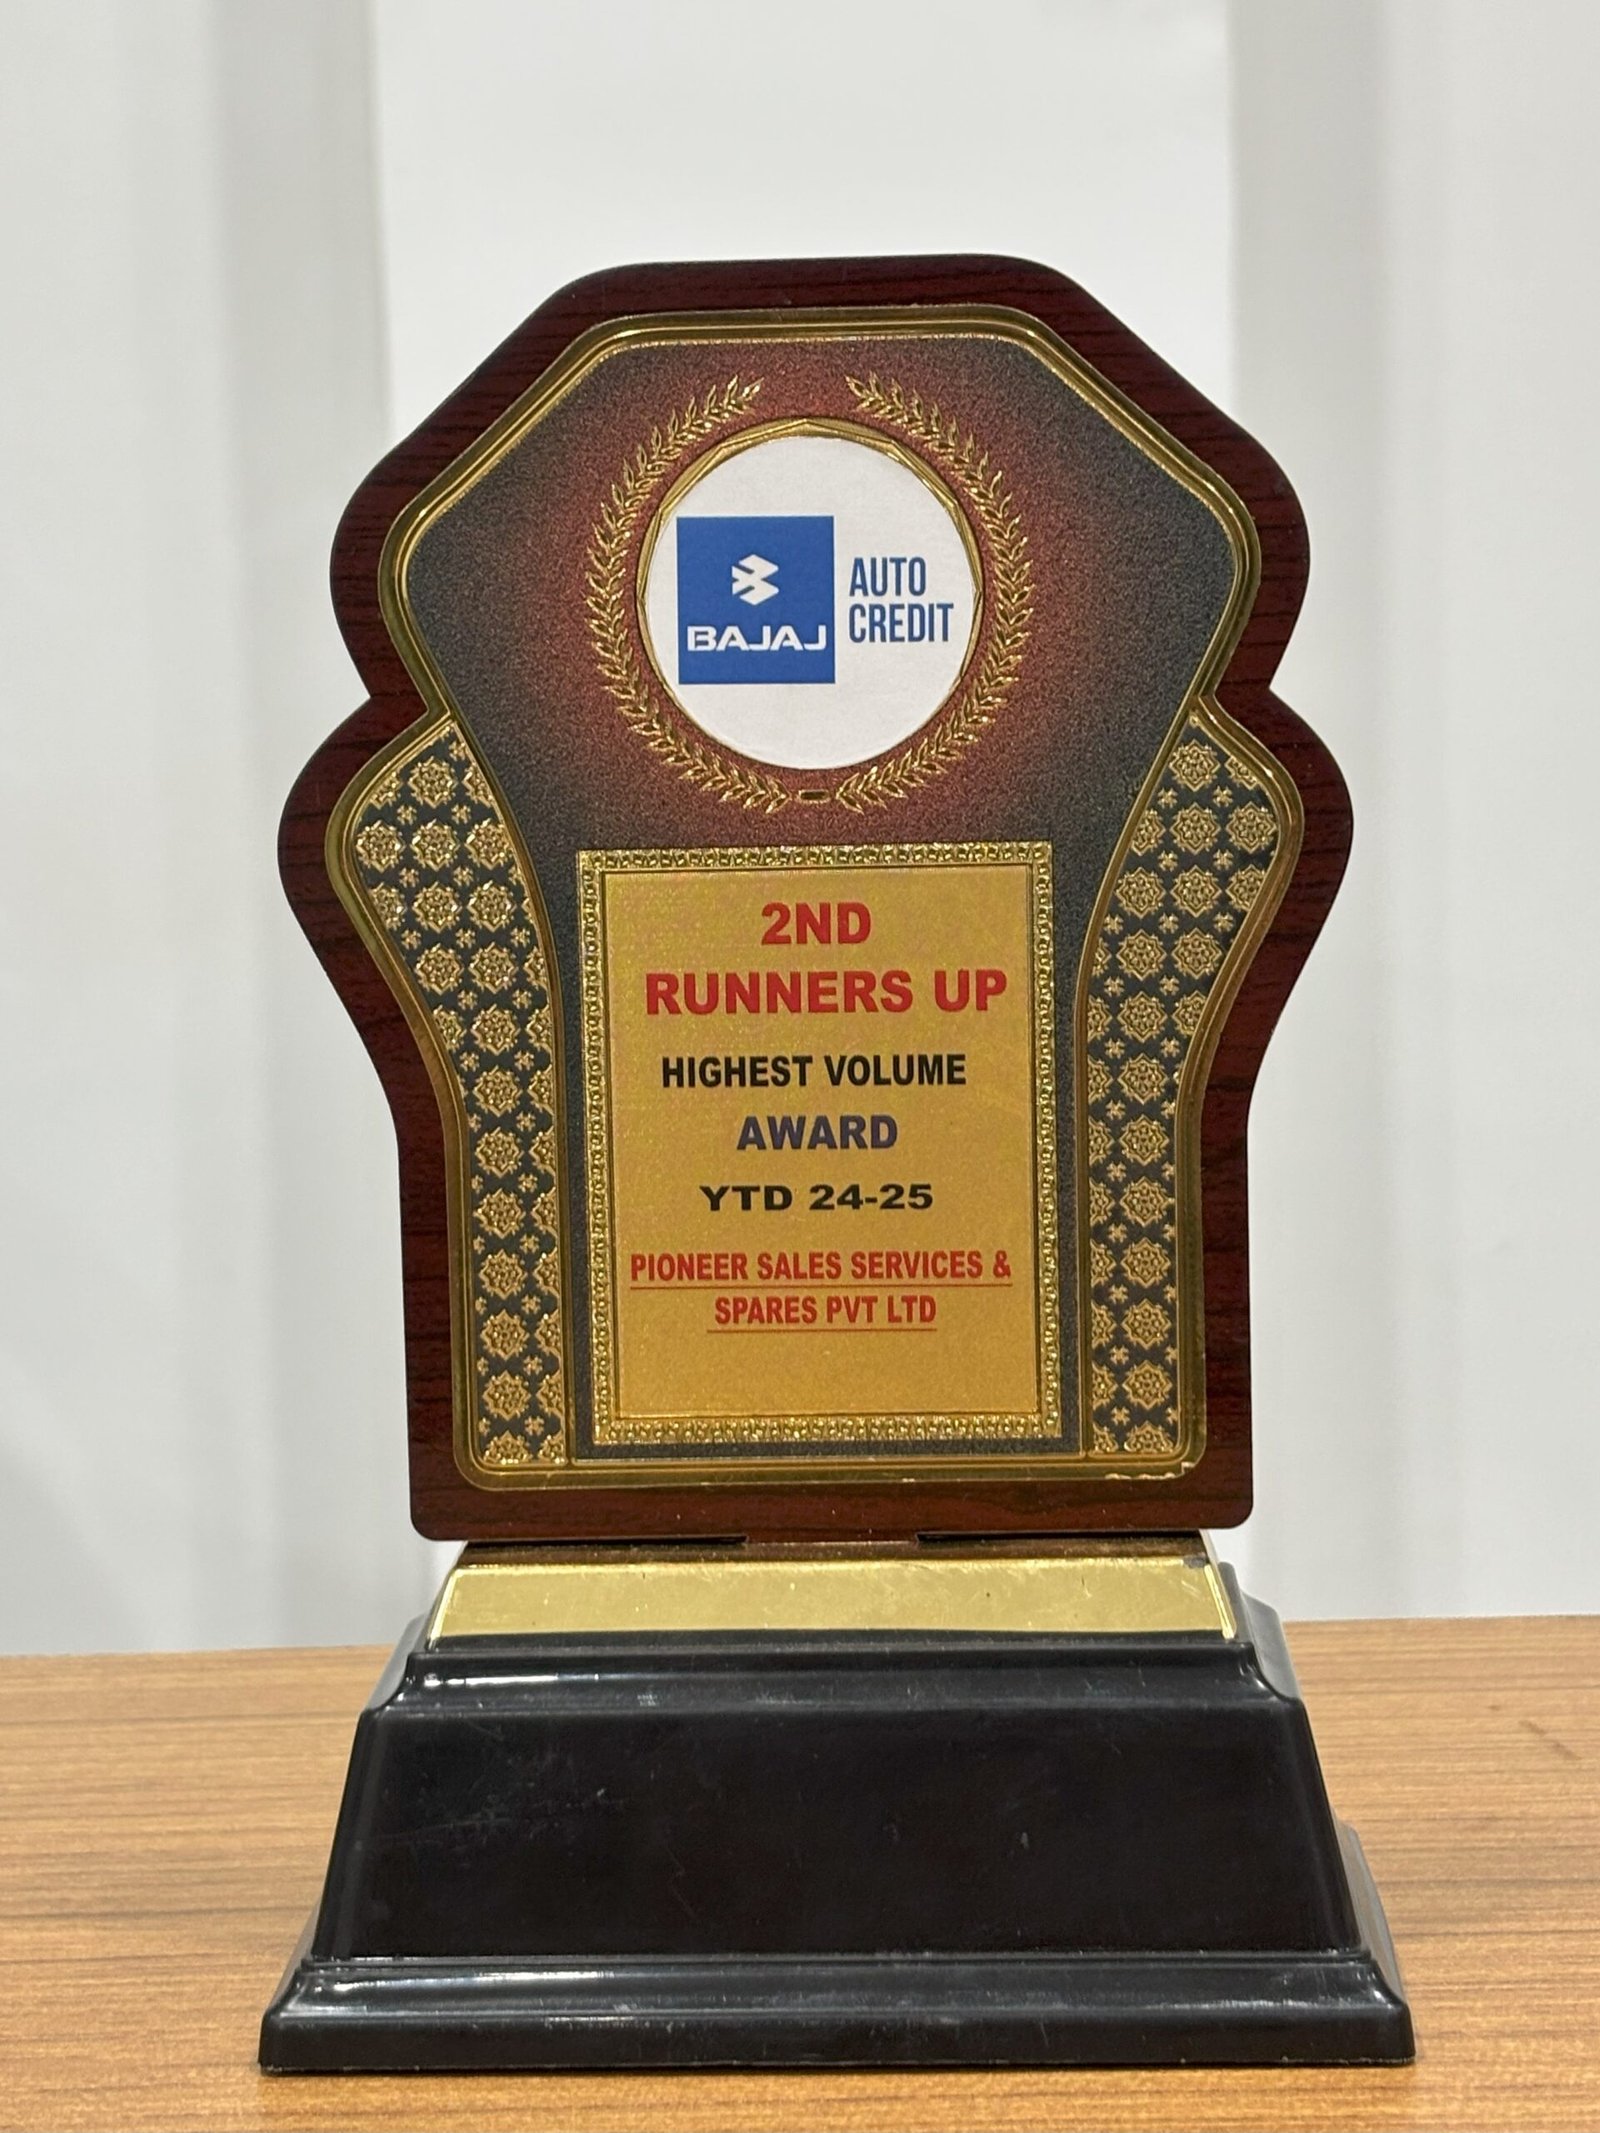 BAJAJ
AUTO
CREDIT
2ND
RUNNERS UP
HIGHEST VOLUME
AWARD
YTD 24-25
PIONEER SALES SERVICES &
SPARES PVT LTD